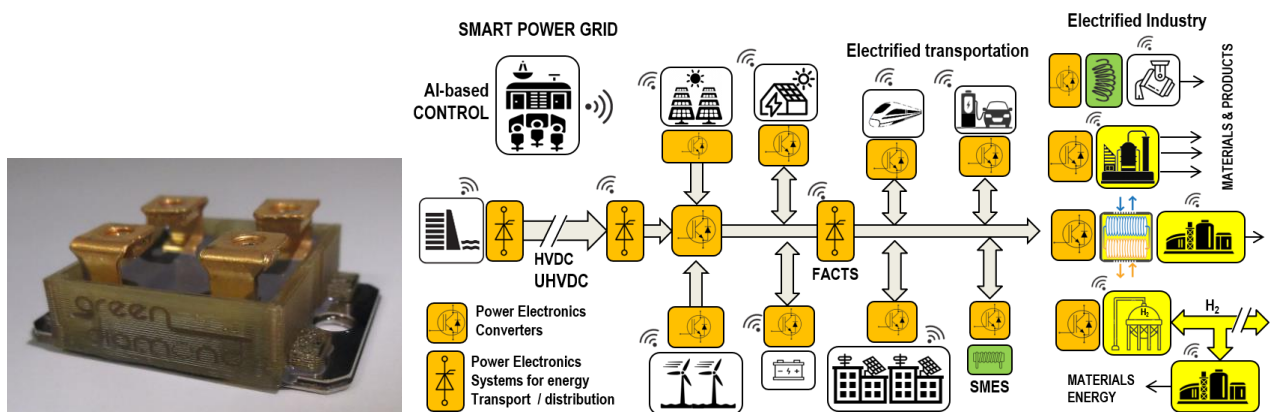 green
diamond
SMART POWER GRID
AI-based
CONTROL
HVDC
UHVDC
Power Electronics
Converters
Power Electronics
Systems for energy
Transport / distribution
Electrified transportation
FACTS
SMES
Electrified Industry
MATERIALS & PRODUCTS
H₂
H₂
MATERIALS
ENERGY